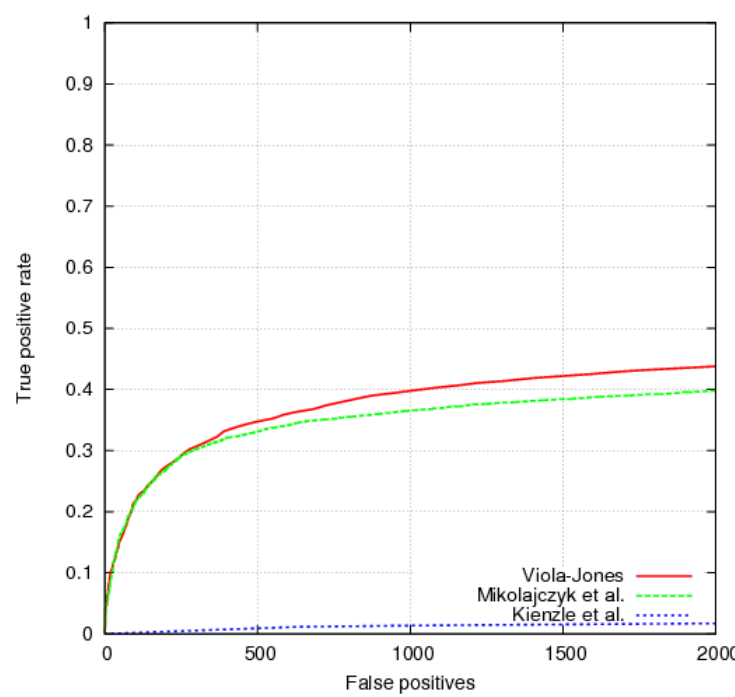 1
0.9
0.8
0.7
0.6
0.5
0.4
0.3
0.2
0.1
0
True positive rate
Viola-Jones
Mikolajczyk et al.
Kienzle et al.
0 500 1000 1500 2000
False positives